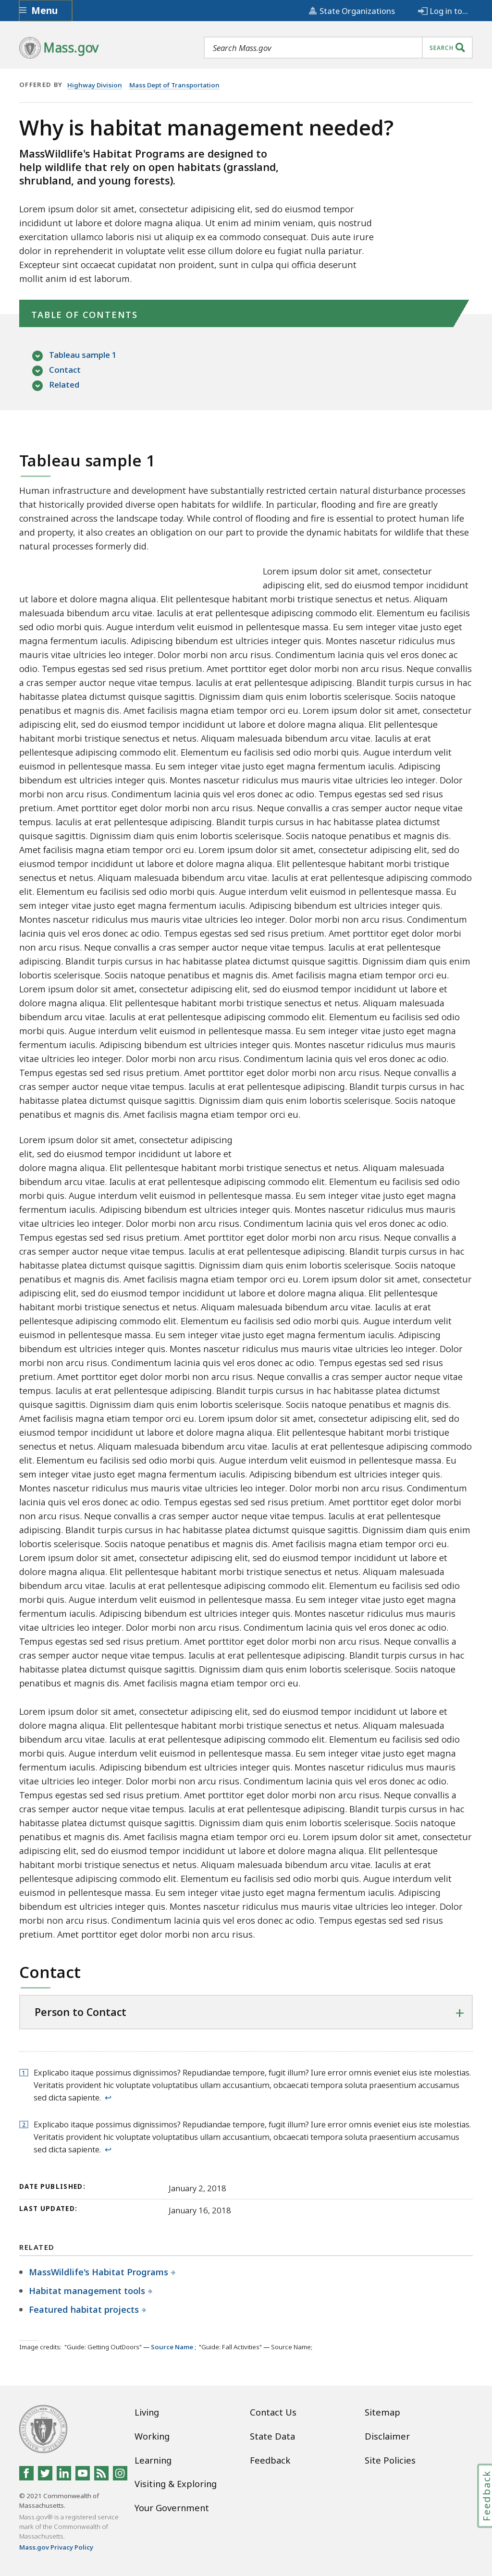 Menu
State Organizations
Log in to...
Mass.gov
Search Mass.gov
SEARCH
OFFERED BY Highway Division Mass Dept of Transportation
Why is habitat management needed?
MassWildlife's Habitat Programs are designed to
help wildlife that rely on open habitats (grassland,
shrubland, and young forests).
Lorem ipsum dolor sit amet, consectetur adipisicing elit, sed do eiusmod tempor
incididunt ut labore et dolore magna aliqua. Ut enim ad minim veniam, quis nostrud
exercitation ullamco laboris nisi ut aliquip ex ea commodo consequat. Duis aute irure
dolor in reprehenderit in voluptate velit esse cillum dolore eu fugiat nulla pariatur.
Excepteur sint occaecat cupidatat non proident, sunt in culpa qui officia deserunt
mollit anim id est laborum.
TABLE OF CONTENTS
Tableau sample 1
Contact
Related
Tableau sample 1
Human infrastructure and development have substantially restricted certain natural disturbance processes
that historically provided diverse open habitats for wildlife. In particular, flooding and fire are greatly
constrained across the landscape today. While control of flooding and fire is essential to protect human life
and property, it also creates an obligation on our part to provide the dynamic habitats for wildlife that these
natural processes formerly did.
Lorem ipsum dolor sit amet, consectetur
adipiscing elit, sed do eiusmod tempor incididunt
ut labore et dolore magna aliqua. Elit pellentesque habitant morbi tristique senectus et netus. Aliquam
malesuada bibendum arcu vitae. Iaculis at erat pellentesque adipiscing commodo elit. Elementum eu facilisis
sed odio morbi quis. Augue interdum velit euismod in pellentesque massa. Eu sem integer vitae justo eget
magna fermentum iaculis. Adipiscing bibendum est ultricies integer quis. Montes nascetur ridiculus mus
mauris vitae ultricies leo integer. Dolor morbi non arcu risus. Condimentum lacinia quis vel eros donec ac
odio. Tempus egestas sed sed risus pretium. Amet porttitor eget dolor morbi non arcu risus. Neque convallis
a cras semper auctor neque vitae tempus. Iaculis at erat pellentesque adipiscing. Blandit turpis cursus in hac
habitasse platea dictumst quisque sagittis. Dignissim diam quis enim lobortis scelerisque. Sociis natoque
penatibus et magnis dis. Amet facilisis magna etiam tempor orci eu. Lorem ipsum dolor sit amet, consectetur
adipiscing elit, sed do eiusmod tempor incididunt ut labore et dolore magna aliqua. Elit pellentesque habitant
morbi tristique senectus et netus. Aliquam malesuada bibendum arcu vitae. Iaculis at erat
pellentesque adipiscing commodo elit. Elementum eu facilisis sed odio morbi quis. Augue interdum velit
euismod in pellentesque massa. Eu sem integer vitae justo eget magna fermentum iaculis. Adipiscing
bibendum est ultricies integer quis. Montes nascetur ridiculus mus mauris vitae ultricies leo integer. Dolor
morbi non arcu risus. Condimentum lacinia quis vel eros donec ac odio. Tempus egestas sed sed risus
pretium. Amet porttitor eget dolor morbi non arcu risus. Neque convallis a cras semper auctor neque vitae
tempus. Iaculis at erat pellentesque adipiscing. Blandit turpis cursus in hac habitasse platea dictumst
quisque sagittis. Dignissim diam quis enim lobortis scelerisque. Sociis natoque penatibus et magnis dis.
Amet facilisis magna etiam tempor orci eu. Lorem ipsum dolor sit amet, consectetur adipiscing elit, sed do
eiusmod tempor incididunt ut labore et dolore magna aliqua. Elit pellentesque habitant morbi tristique
senectus et netus. Aliquam malesuada bibendum arcu vitae. Iaculis at erat pellentesque adipiscing commodo
elit. Elementum eu facilisis sed odio morbi quis. Augue interdum velit euismod in pellentesque massa. Eu
sem integer vitae justo eget magna fermentum iaculis. Adipiscing bibendum est ultricies integer quis.
Montes nascetur ridiculus mus mauris vitae ultricies leo integer. Dolor morbi non arcu risus. Condimentum
lacinia quis vel eros donec ac odio. Tempus egestas sed sed risus pretium. Amet porttitor eget dolor morbi
non arcu risus. Neque convallis a cras semper auctor neque vitae tempus. Iaculis at erat pellentesque
adipiscing. Blandit turpis cursus in hac habitasse platea dictumst quisque sagittis. Dignissim diam quis enim
lobortis scelerisque. Sociis natoque penatibus et magnis dis. Amet facilisis magna etiam tempor orci eu.
Lorem ipsum dolor sit amet, consectetur adipiscing elit, sed do eiusmod tempor incididunt ut labore et
dolore magna aliqua. Elit pellentesque habitant morbi tristique senectus et netus. Aliquam malesuada
bibendum arcu vitae. Iaculis at erat pellentesque adipiscing commodo elit. Elementum eu facilisis sed odio
morbi quis. Augue interdum velit euismod in pellentesque massa. Eu sem integer vitae justo eget magna
fermentum iaculis. Adipiscing bibendum est ultricies integer quis. Montes nascetur ridiculus mus mauris
vitae ultricies leo integer. Dolor morbi non arcu risus. Condimentum lacinia quis vel eros donec ac odio.
Tempus egestas sed sed risus pretium. Amet porttitor eget dolor morbi non arcu risus. Neque convallis a
cras semper auctor neque vitae tempus. Iaculis at erat pellentesque adipiscing. Blandit turpis cursus in hac
habitasse platea dictumst quisque sagittis. Dignissim diam quis enim lobortis scelerisque. Sociis natoque
penatibus et magnis dis. Amet facilisis magna etiam tempor orci eu.
Lorem ipsum dolor sit amet, consectetur adipiscing
elit, sed do eiusmod tempor incididunt ut labore et
dolore magna aliqua. Elit pellentesque habitant morbi tristique senectus et netus. Aliquam malesuada
bibendum arcu vitae. Iaculis at erat pellentesque adipiscing commodo elit. Elementum eu facilisis sed odio
morbi quis. Augue interdum velit euismod in pellentesque massa. Eu sem integer vitae justo eget magna
fermentum iaculis. Adipiscing bibendum est ultricies integer quis. Montes nascetur ridiculus mus mauris
vitae ultricies leo integer. Dolor morbi non arcu risus. Condimentum lacinia quis vel eros donec ac odio.
Tempus egestas sed sed risus pretium. Amet porttitor eget dolor morbi non arcu risus. Neque convallis a
cras semper auctor neque vitae tempus. Iaculis at erat pellentesque adipiscing. Blandit turpis cursus in hac
habitasse platea dictumst quisque sagittis. Dignissim diam quis enim lobortis scelerisque. Sociis natoque
penatibus et magnis dis. Amet facilisis magna etiam tempor orci eu. Lorem ipsum dolor sit amet, consectetur
adipiscing elit, sed do eiusmod tempor incididunt ut labore et dolore magna aliqua. Elit pellentesque
habitant morbi tristique senectus et netus. Aliquam malesuada bibendum arcu vitae. Iaculis at erat
pellentesque adipiscing commodo elit. Elementum eu facilisis sed odio morbi quis. Augue interdum velit
euismod in pellentesque massa. Eu sem integer vitae justo eget magna fermentum iaculis. Adipiscing
bibendum est ultricies integer quis. Montes nascetur ridiculus mus mauris vitae ultricies leo integer. Dolor
morbi non arcu risus. Condimentum lacinia quis vel eros donec ac odio. Tempus egestas sed sed risus
pretium. Amet porttitor eget dolor morbi non arcu risus. Neque convallis a cras semper auctor neque vitae
tempus. Iaculis at erat pellentesque adipiscing. Blandit turpis cursus in hac habitasse platea dictumst
quisque sagittis. Dignissim diam quis enim lobortis scelerisque. Sociis natoque penatibus et magnis dis.
Amet facilisis magna etiam tempor orci eu. Lorem ipsum dolor sit amet, consectetur adipiscing elit, sed do
eiusmod tempor incididunt ut labore et dolore magna aliqua. Elit pellentesque habitant morbi tristique
senectus et netus. Aliquam malesuada bibendum arcu vitae. Iaculis at erat pellentesque adipiscing commodo
elit. Elementum eu facilisis sed odio morbi quis. Augue interdum velit euismod in pellentesque massa. Eu
sem integer vitae justo eget magna fermentum iaculis. Adipiscing bibendum est ultricies integer quis.
Montes nascetur ridiculus mus mauris vitae ultricies leo integer. Dolor morbi non arcu risus. Condimentum
lacinia quis vel eros donec ac odio. Tempus egestas sed sed risus pretium. Amet porttitor eget dolor morbi
non arcu risus. Neque convallis a cras semper auctor neque vitae tempus. Iaculis at erat pellentesque
adipiscing. Blandit turpis cursus in hac habitasse platea dictumst quisque sagittis. Dignissim diam quis enim
lobortis scelerisque. Sociis natoque penatibus et magnis dis. Amet facilisis magna etiam tempor orci eu.
Lorem ipsum dolor sit amet, consectetur adipiscing elit, sed do eiusmod tempor incididunt ut labore et
dolore magna aliqua. Elit pellentesque habitant morbi tristique senectus et netus. Aliquam malesuada
bibendum arcu vitae. Iaculis at erat pellentesque adipiscing commodo elit. Elementum eu facilisis sed odio
morbi quis. Augue interdum velit euismod in pellentesque massa. Eu sem integer vitae justo eget magna
fermentum iaculis. Adipiscing bibendum est ultricies integer quis. Montes nascetur ridiculus mus mauris
vitae ultricies leo integer. Dolor morbi non arcu risus. Condimentum lacinia quis vel eros donec ac odio.
Tempus egestas sed sed risus pretium. Amet porttitor eget dolor morbi non arcu risus. Neque convallis a
cras semper auctor neque vitae tempus. Iaculis at erat pellentesque adipiscing. Blandit turpis cursus in hac
habitasse platea dictumst quisque sagittis. Dignissim diam quis enim lobortis scelerisque. Sociis natoque
penatibus et magnis dis. Amet facilisis magna etiam tempor orci eu.
Lorem ipsum dolor sit amet, consectetur adipiscing elit, sed do eiusmod tempor incididunt ut labore et
dolore magna aliqua. Elit pellentesque habitant morbi tristique senectus et netus. Aliquam malesuada
bibendum arcu vitae. Iaculis at erat pellentesque adipiscing commodo elit. Elementum eu facilisis sed odio
morbi quis. Augue interdum velit euismod in pellentesque massa. Eu sem integer vitae justo eget magna
fermentum iaculis. Adipiscing bibendum est ultricies integer quis. Montes nascetur ridiculus mus mauris
vitae ultricies leo integer. Dolor morbi non arcu risus. Condimentum lacinia quis vel eros donec ac odio.
Tempus egestas sed sed risus pretium. Amet porttitor eget dolor morbi non arcu risus. Neque convallis a
cras semper auctor neque vitae tempus. Iaculis at erat pellentesque adipiscing. Blandit turpis cursus in hac
habitasse platea dictumst quisque sagittis. Dignissim diam quis enim lobortis scelerisque. Sociis natoque
penatibus et magnis dis. Amet facilisis magna etiam tempor orci eu. Lorem ipsum dolor sit amet, consectetur
adipiscing elit, sed do eiusmod tempor incididunt ut labore et dolore magna aliqua. Elit pellentesque
habitant morbi tristique senectus et netus. Aliquam malesuada bibendum arcu vitae. Iaculis at erat
pellentesque adipiscing commodo elit. Elementum eu facilisis sed odio morbi quis. Augue interdum velit
euismod in pellentesque massa. Eu sem integer vitae justo eget magna fermentum iaculis. Adipiscing
bibendum est ultricies integer quis. Montes nascetur ridiculus mus mauris vitae ultricies leo integer. Dolor
morbi non arcu risus. Condimentum lacinia quis vel eros donec ac odio. Tempus egestas sed sed risus
pretium. Amet porttitor eget dolor morbi non arcu risus.
Contact
Person to Contact
1 Explicabo itaque possimus dignissimos? Repudiandae tempore, fugit illum? Iure error omnis eveniet eius iste molestias.
Veritatis provident hic voluptate voluptatibus ullam accusantium, obcaecati tempora soluta praesentium accusamus
sed dicta sapiente. ↩
2 Explicabo itaque possimus dignissimos? Repudiandae tempore, fugit illum? Iure error omnis eveniet eius iste molestias.
Veritatis provident hic voluptate voluptatibus ullam accusantium, obcaecati tempora soluta praesentium accusamus
sed dicta sapiente. ↩
DATE PUBLISHED: January 2, 2018
LAST UPDATED: January 16, 2018
RELATED
MassWildlife's Habitat Programs
Habitat management tools
Featured habitat projects
Image credits: "Guide: Getting OutDoors" — Source Name ; "Guide: Fall Activities" — Source Name;
Living
Working
Learning
Visiting & Exploring
Your Government
Contact Us
State Data
Feedback
Sitemap
Disclaimer
Site Policies
© 2021 Commonwealth of
Massachusetts.
Mass.gov® is a registered service
mark of the Commonwealth of
Massachusetts.
Mass.gov Privacy Policy
Feedback